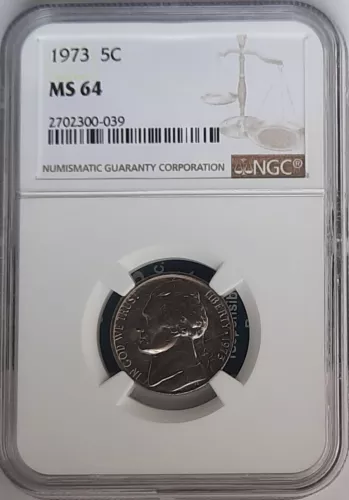 1973 5C
MS 64
2702300-039
NUMISMATIC GUARANTY CORPORATION
NGC®
IN GOD WE TRUST
LIBERTY 1973